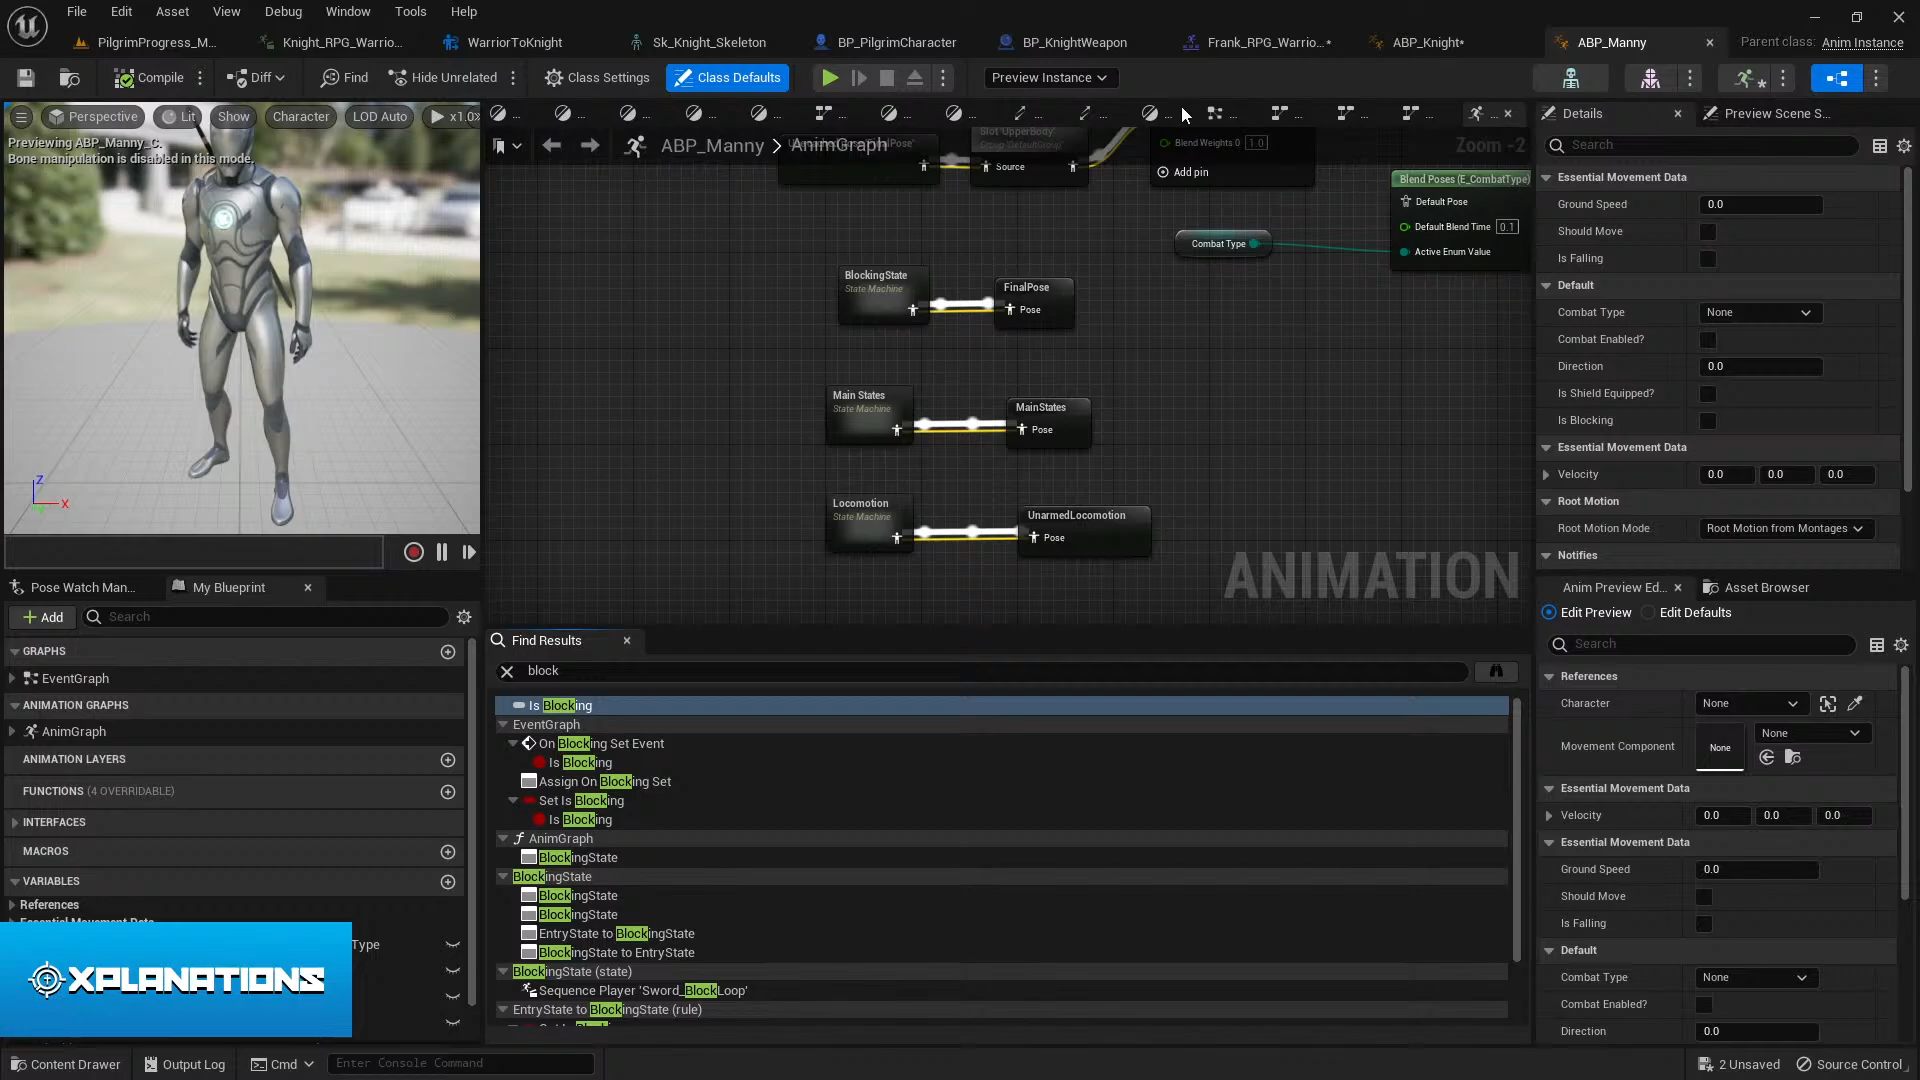 File Edit Asset View Debug Window Tools Help
PilgrimProgress_M... Knight_RPG_Warrio... WarriorToKnight Sk_Knight_Skeleton BP_PilgrimCharacter BP_KnightWeapon Frank_RPG_Warrio...* ABP_Knight* ABP_Manny Parent class: Anim Instance
Compile Diff Find Hide Unrelated Class Settings Class Defaults Preview Instance
Perspective Lit Show Character LOD Auto x1.0
Previewing ABP_Manny_C.
Bone manipulation is disabled in this mode.
Z
X
ABP_Manny > AnimGraph
Zoom -2
Slot 'UpperBody'
Group 'DefaultGroup'
Source
Blend Weights 0 1.0
Add pin
Blend Poses (E_CombatType)
Default Pose
Default Blend Time 0.1
Active Enum Value
Combat Type
BlockingState
State Machine
FinalPose
Pose
Main States
State Machine
MainStates
Pose
Locomotion
State Machine
UnarmedLocomotion
Pose
ANIMATION
Details Preview Scene S...
Search
Essential Movement Data
Ground Speed 0.0
Should Move
Is Falling
Default
Combat Type None
Combat Enabled?
Direction 0.0
Is Shield Equipped?
Is Blocking
Essential Movement Data
Velocity 0.0 0.0 0.0
Root Motion
Root Motion Mode Root Motion from Montages
Notifies
Pose Watch Man... My Blueprint
Add Search
GRAPHS
EventGraph
ANIMATION GRAPHS
AnimGraph
ANIMATION LAYERS
FUNCTIONS (4 OVERRIDABLE)
INTERFACES
MACROS
VARIABLES
References
Type
XPLANATIONS
Find Results
block
Is Blocking
EventGraph
On Blocking Set Event
Is Blocking
Assign On Blocking Set
Set Is Blocking
Is Blocking
AnimGraph
BlockingState
BlockingState
BlockingState
BlockingState
EntryState to BlockingState
BlockingState to EntryState
BlockingState (state)
Sequence Player 'Sword_BlockLoop'
EntryState to BlockingState (rule)
Anim Preview Ed... Asset Browser
Edit Preview Edit Defaults
Search
References
Character None
Movement Component None None
Essential Movement Data
Velocity 0.0 0.0 0.0
Essential Movement Data
Ground Speed 0.0
Should Move
Is Falling
Default
Combat Type None
Combat Enabled?
Direction 0.0
Content Drawer Output Log Cmd Enter Console Command 2 Unsaved Source Control